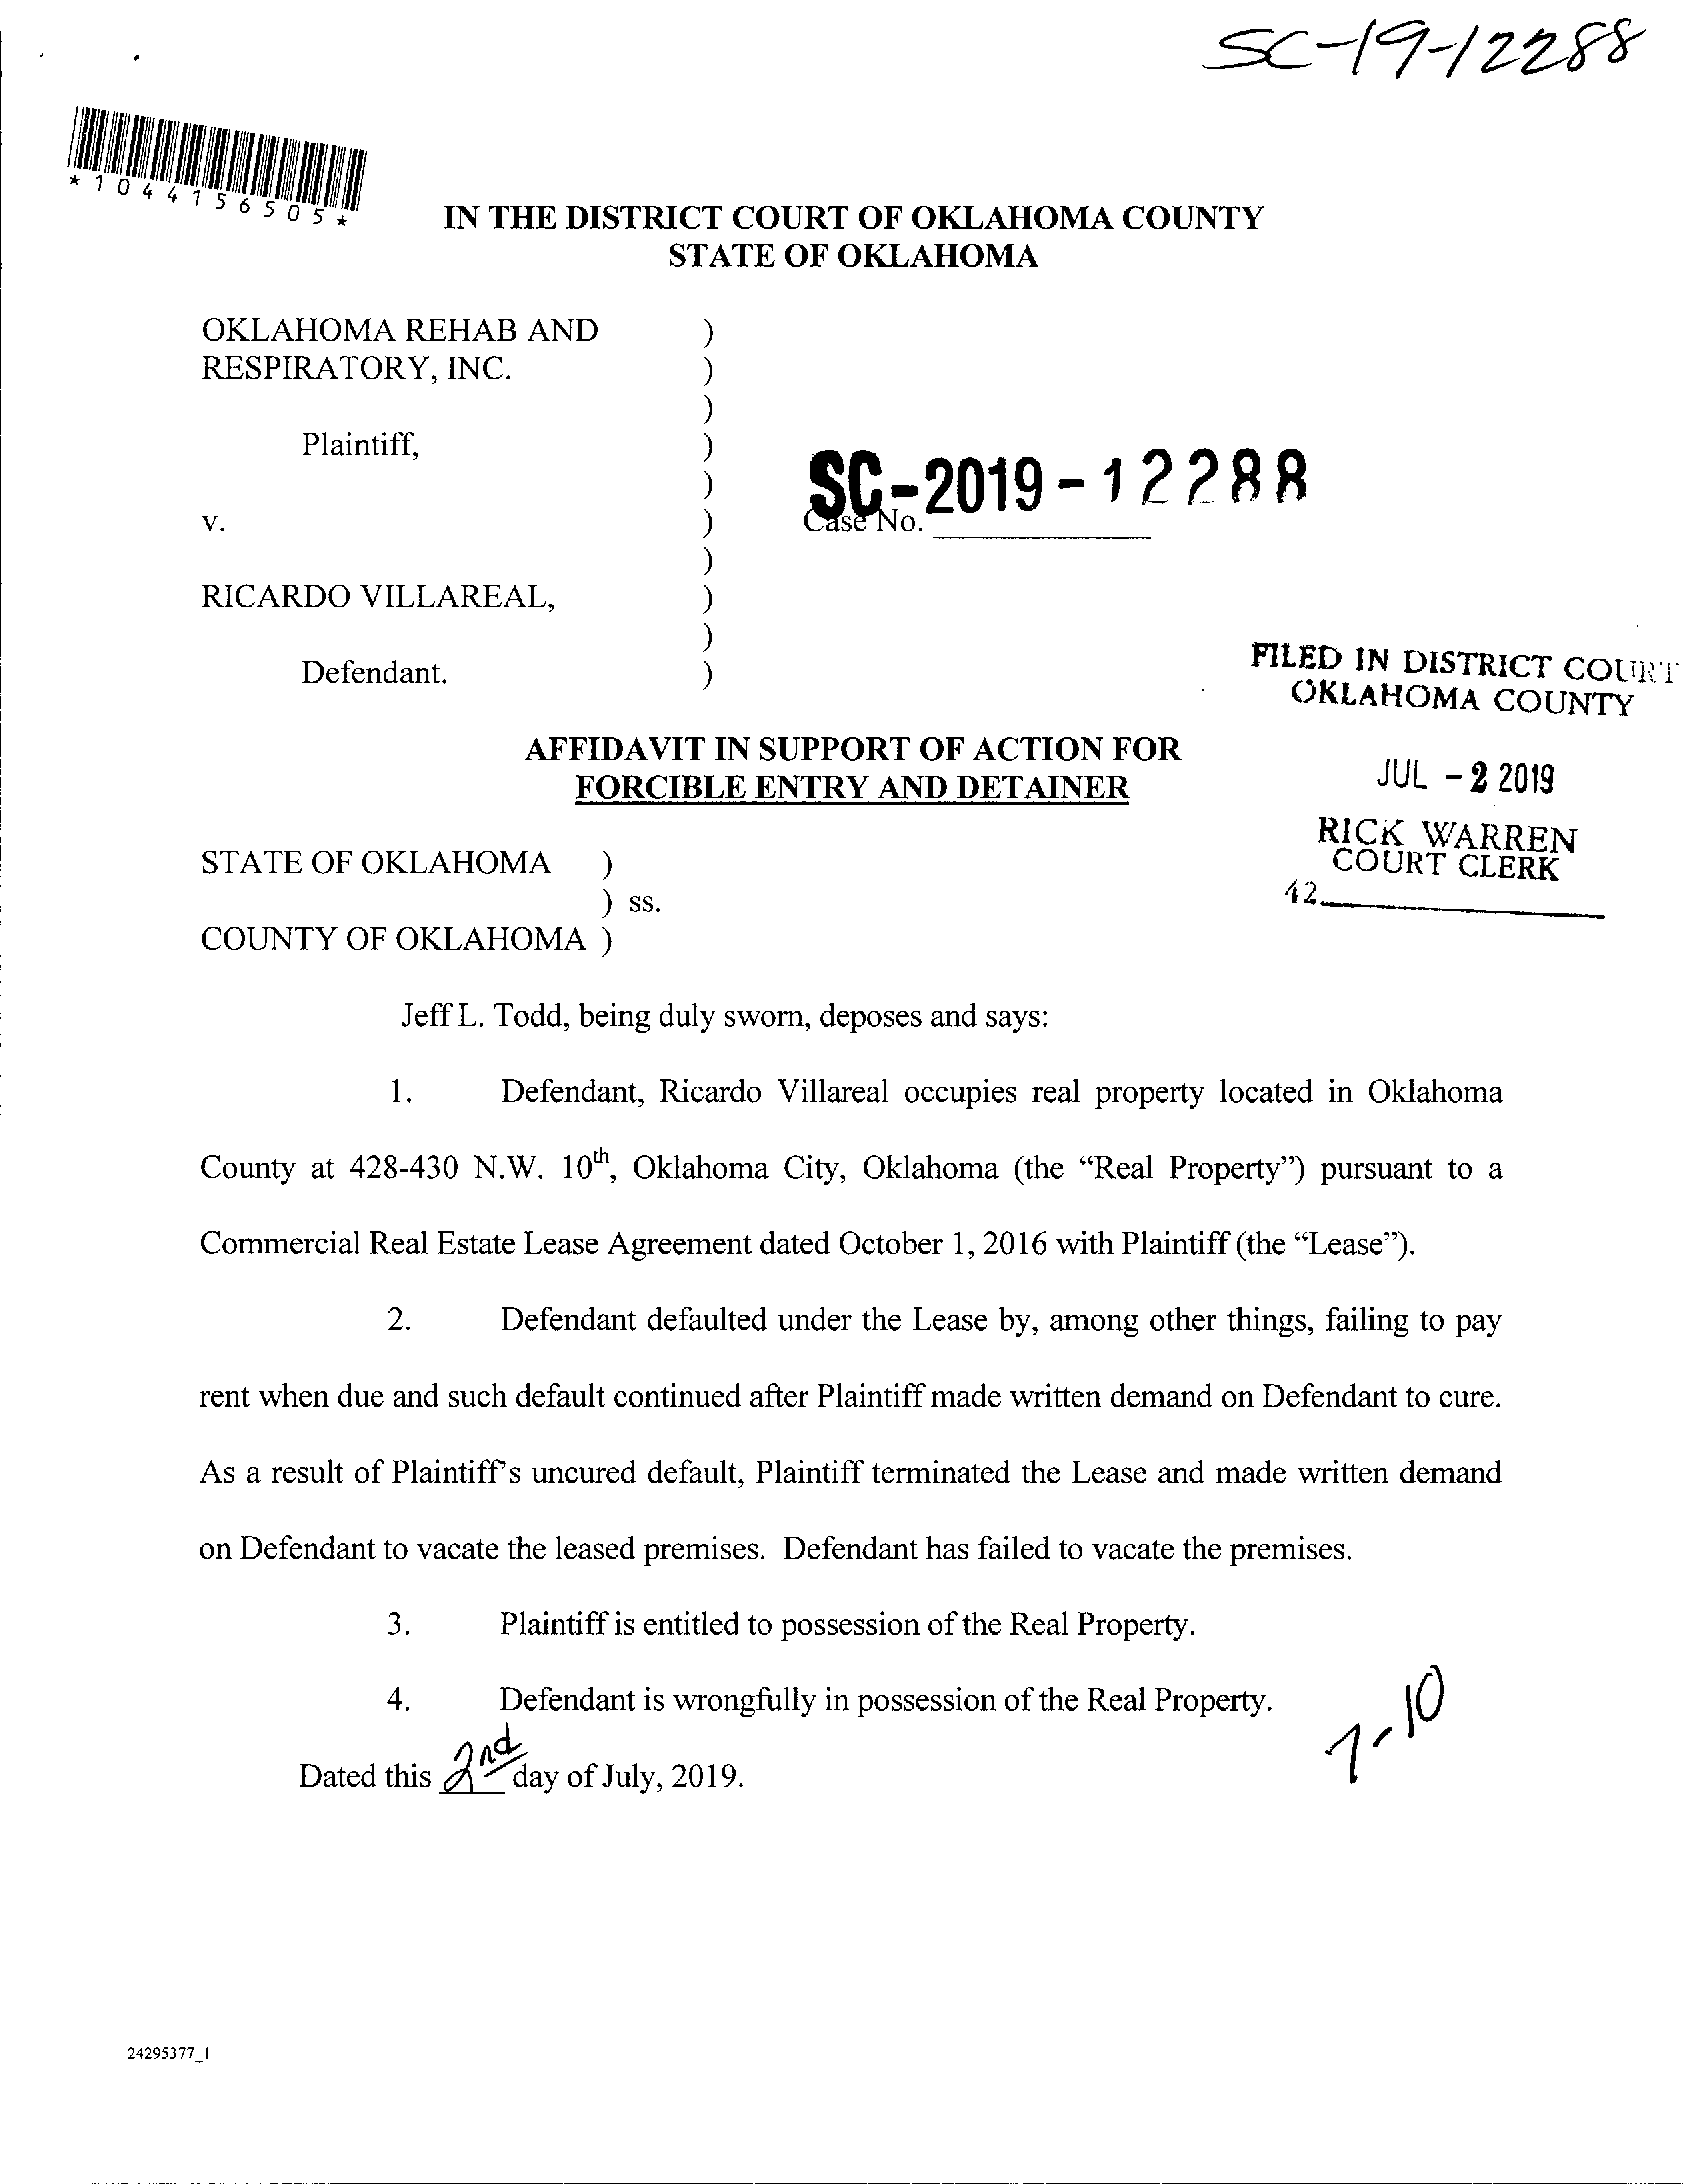 SC-19-12288
*1044156505*
IN THE DISTRICT COURT OF OKLAHOMA COUNTY
STATE OF OKLAHOMA
OKLAHOMA REHAB AND )
RESPIRATORY, INC. )
)
Plaintiff, )
)
SC-2019-12288
v. ) Case No.
)
RICARDO VILLAREAL, )
)
Defendant. )
FILED IN DISTRICT COURT
OKLAHOMA COUNTY
JUL -2 2019
RICK WARREN
COURT CLERK
42
AFFIDAVIT IN SUPPORT OF ACTION FOR
FORCIBLE ENTRY AND DETAINER
STATE OF OKLAHOMA )
) ss.
COUNTY OF OKLAHOMA )
Jeff L. Todd, being duly sworn, deposes and says:
1. Defendant, Ricardo Villareal occupies real property located in Oklahoma
County at 428-430 N.W. 10th, Oklahoma City, Oklahoma (the “Real Property”) pursuant to a
Commercial Real Estate Lease Agreement dated October 1, 2016 with Plaintiff (the “Lease”).
2. Defendant defaulted under the Lease by, among other things, failing to pay
rent when due and such default continued after Plaintiff made written demand on Defendant to cure.
As a result of Plaintiff's uncured default, Plaintiff terminated the Lease and made written demand
on Defendant to vacate the leased premises. Defendant has failed to vacate the premises.
3. Plaintiff is entitled to possession of the Real Property.
4. Defendant is wrongfully in possession of the Real Property.
7-10
Dated this 2nd day of July, 2019.
24295377_1